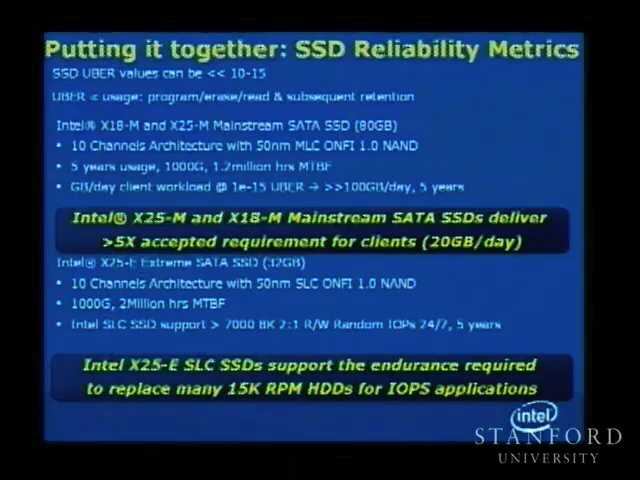 Putting it together: SSD Reliability Metrics
SSD UBER values can be << 10-15
UBER ∝ usage: program/erase/read & subsequent retention
Intel® X18-M and X25-M Mainstream SATA SSD (80GB)
• 10 Channels Architecture with 50nm MLC ONFI 1.0 NAND
• 5 years usage, 1000G, 1.2million hrs MTBF
• GB/day client workload @ 1e-15 UBER → >>100GB/day, 5 years
Intel® X25-M and X18-M Mainstream SATA SSDs deliver
>5X accepted requirement for clients (20GB/day)
Intel® X25-E Extreme SATA SSD (32GB)
• 10 Channels Architecture with 50nm SLC ONFI 1.0 NAND
• 1000G, 2Million hrs MTBF
• Intel SLC SSD support > 7000 8K 2:1 R/W Random IOPs 24/7, 5 years
Intel X25-E SLC SSDs support the endurance required
to replace many 15K RPM HDDs for IOPS applications
intel
STANFORD
UNIVERSITY